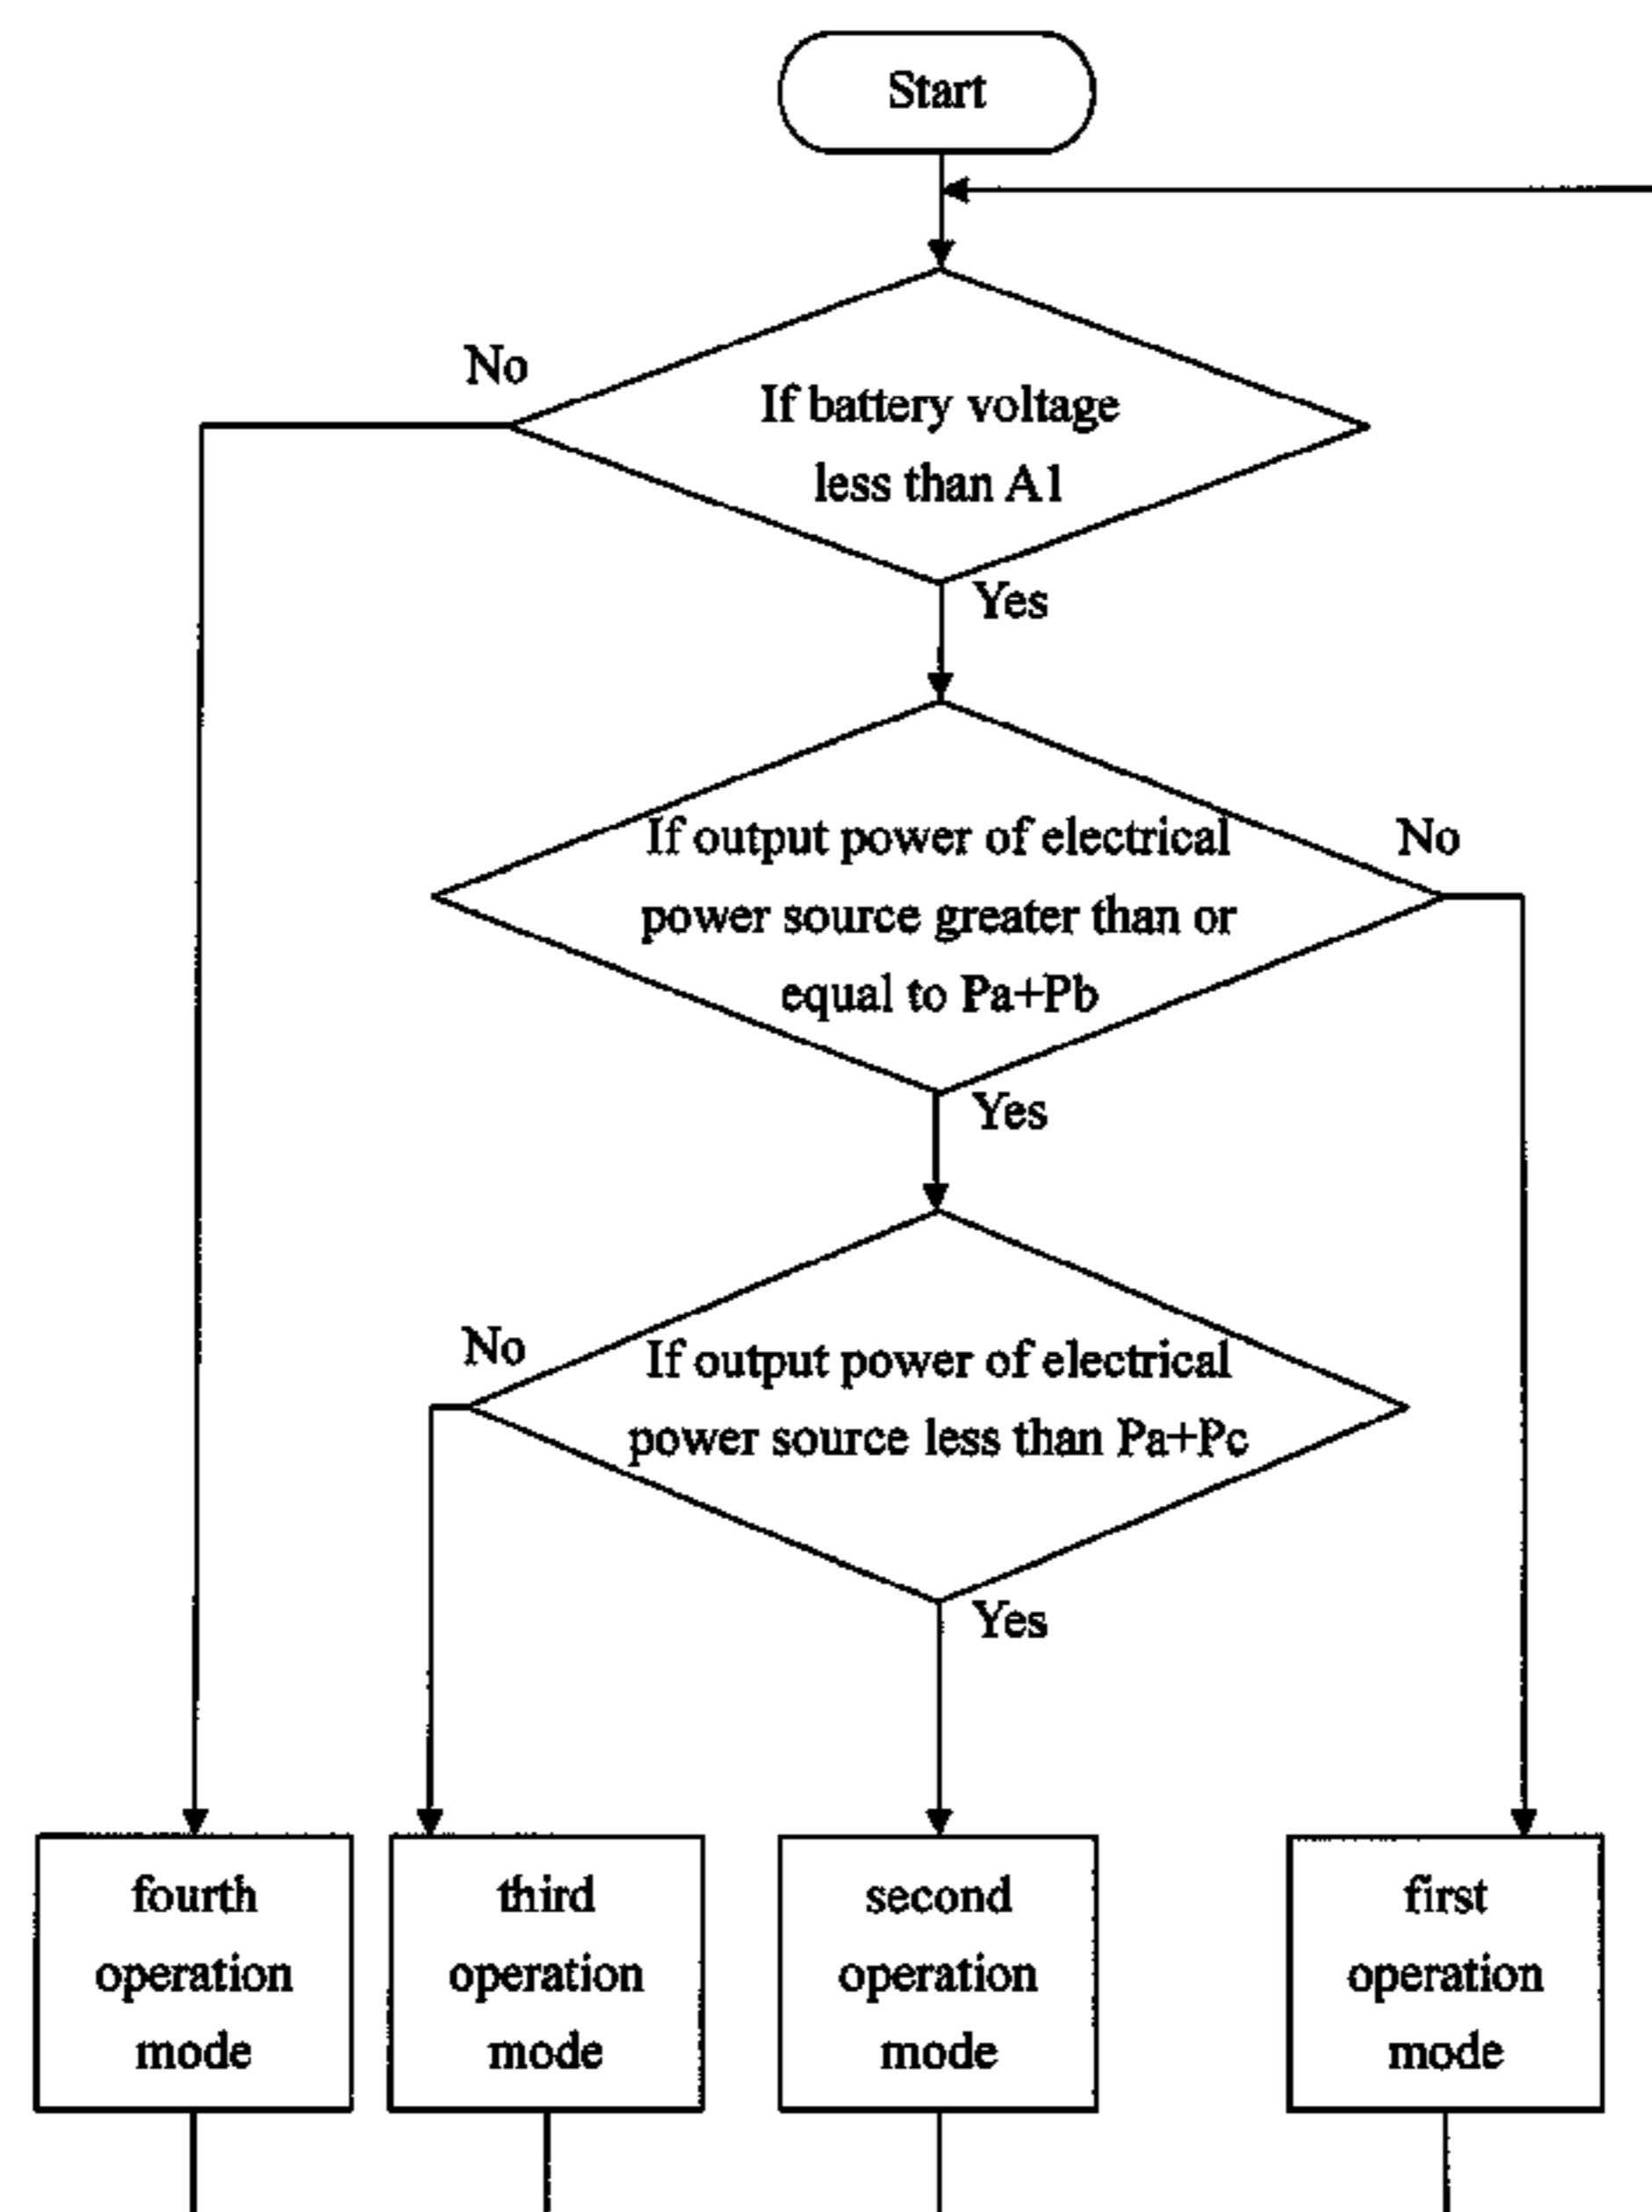 Start
No
If battery voltage
less than A1
Yes
If output power of electrical
No
power source greater than or
equal to Pa+Pb
Yes
No
If output power of electrical
power source less than Pa+Pc
Yes
fourth
operation
mode
third
operation
mode
second
operation
mode
first
operation
mode